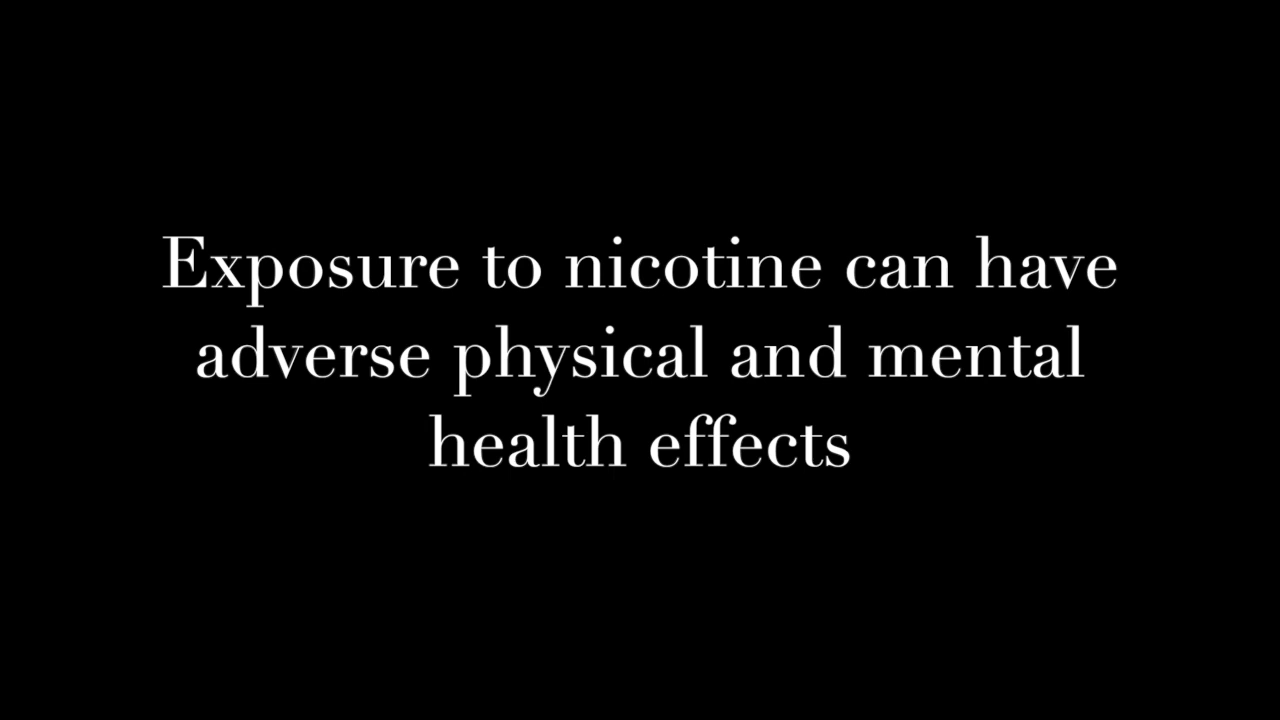 Exposure to nicotine can have
adverse physical and mental
health effects